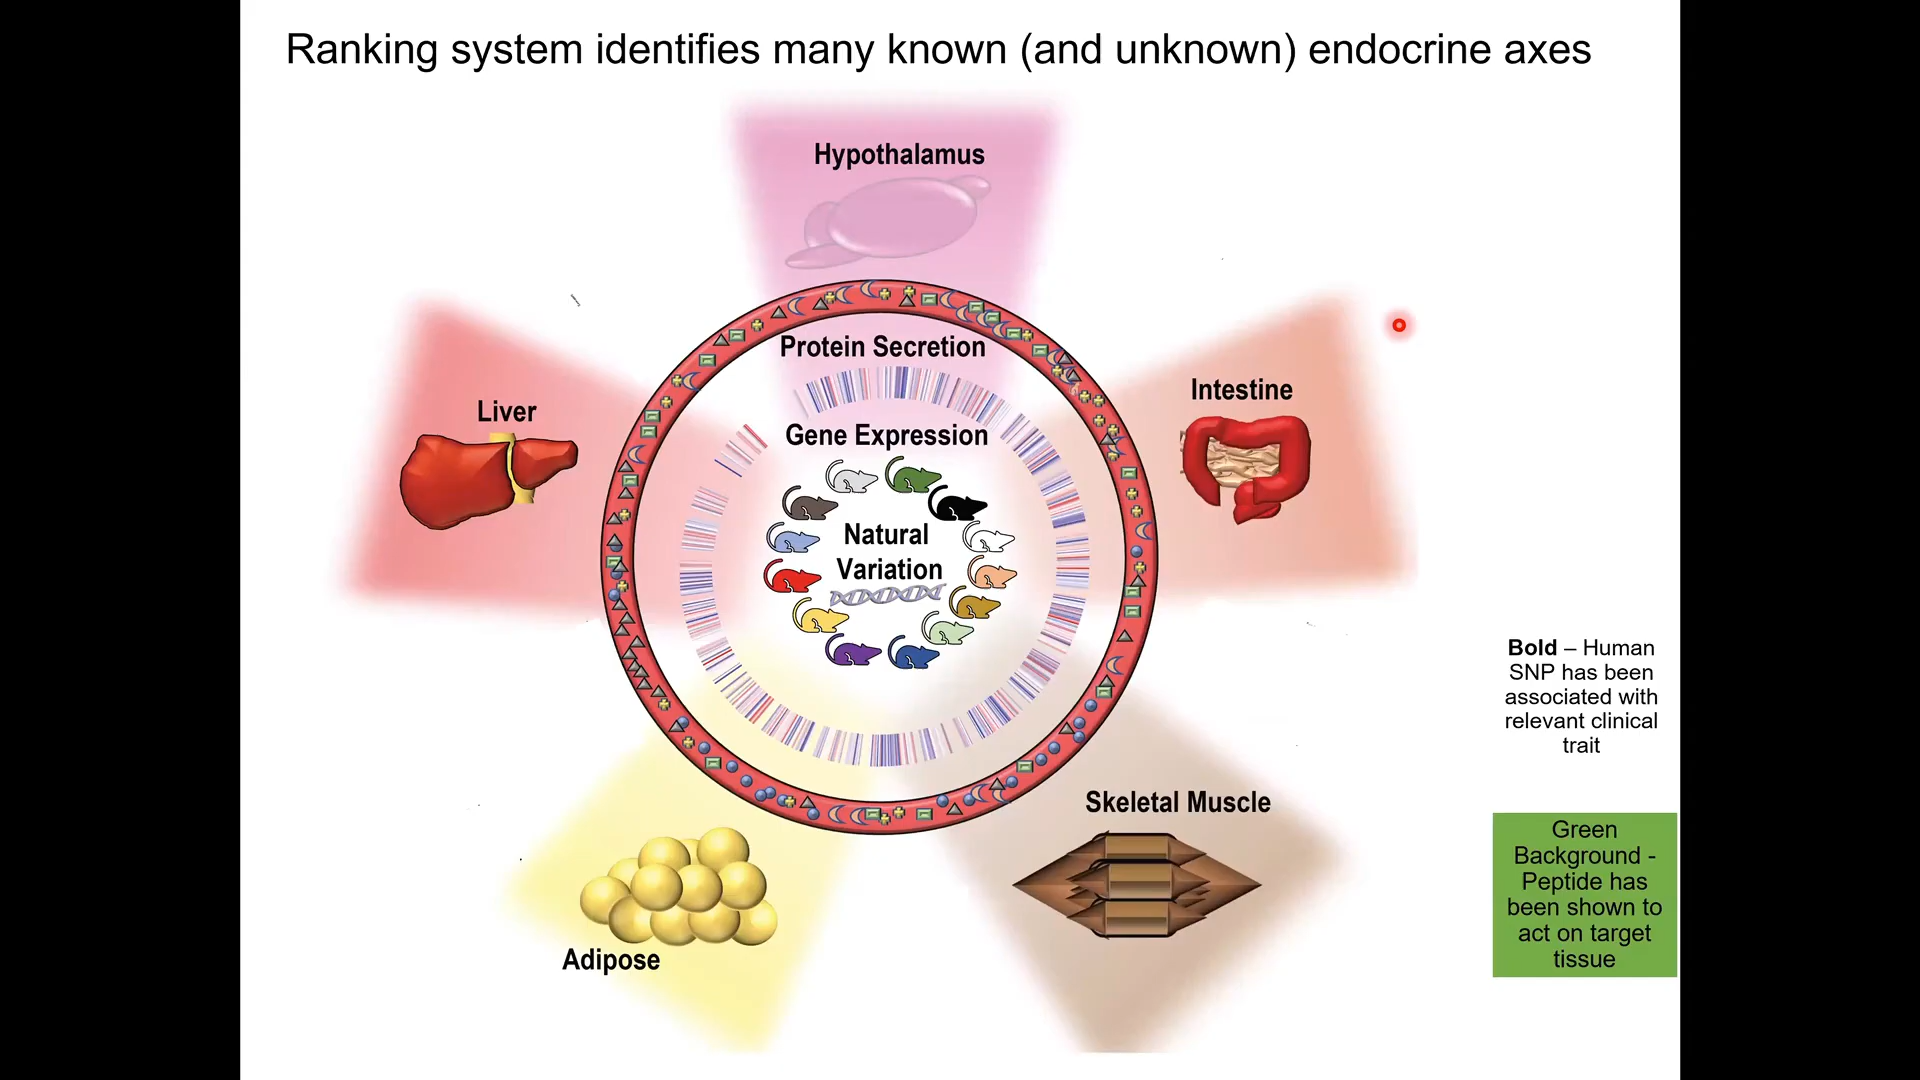 Ranking system identifies many known (and unknown) endocrine axes
Hypothalamus
Protein Secretion
Intestine
Liver
Gene Expression
Natural
Variation
Bold – Human
SNP has been
associated with
relevant clinical
trait
Skeletal Muscle
Green
Background -
Peptide has
been shown to
act on target
tissue
Adipose